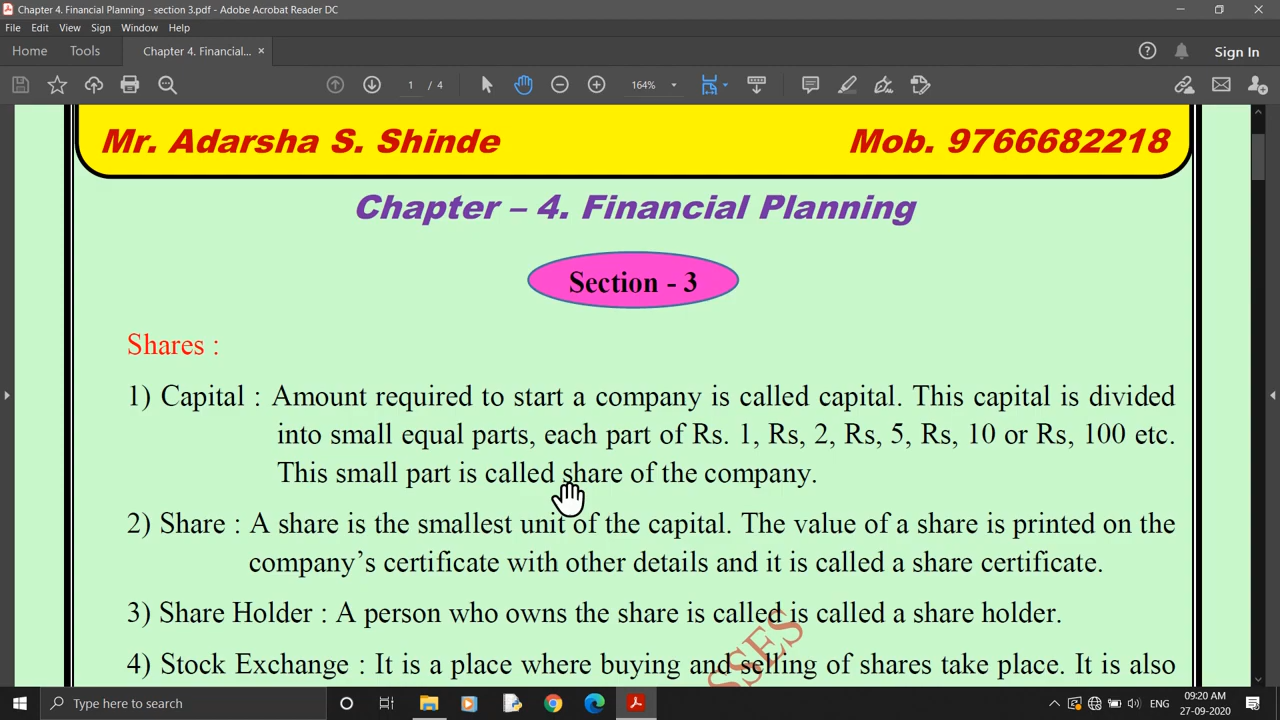 Chapter 4. Financial Planning - section 3.pdf - Adobe Acrobat Reader DC
File Edit View Sign Window Help
Home Tools Chapter 4. Financial... × Sign In
1 / 4 164%
Mr. Adarsha S. Shinde Mob. 9766682218
Chapter – 4. Financial Planning
Section - 3
Shares :
1) Capital : Amount required to start a company is called capital. This capital is divided
into small equal parts, each part of Rs. 1, Rs, 2, Rs, 5, Rs, 10 or Rs, 100 etc.
This small part is called share of the company.
2) Share : A share is the smallest unit of the capital. The value of a share is printed on the
company’s certificate with other details and it is called a share certificate.
3) Share Holder : A person who owns the share is called is called a share holder.
4) Stock Exchange : It is a place where buying and selling of shares take place. It is also
Type here to search
ENG
09:20 AM
27-09-2020